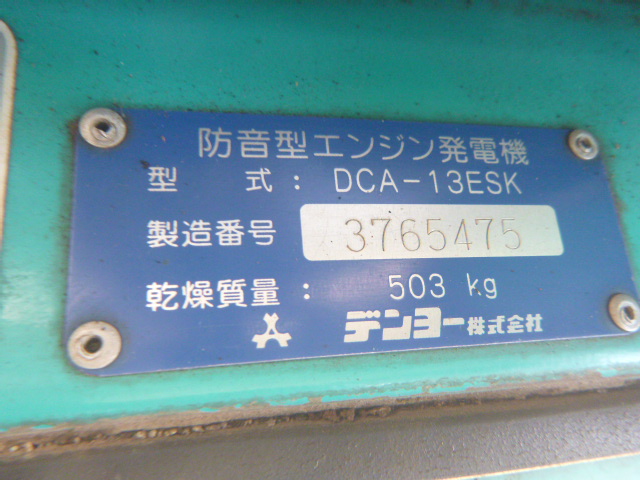 防音型エンジン発電機
型 式 : DCA-13ESK
製造番号 3765475
乾燥質量 : 503 kg
デンヨー株式会社